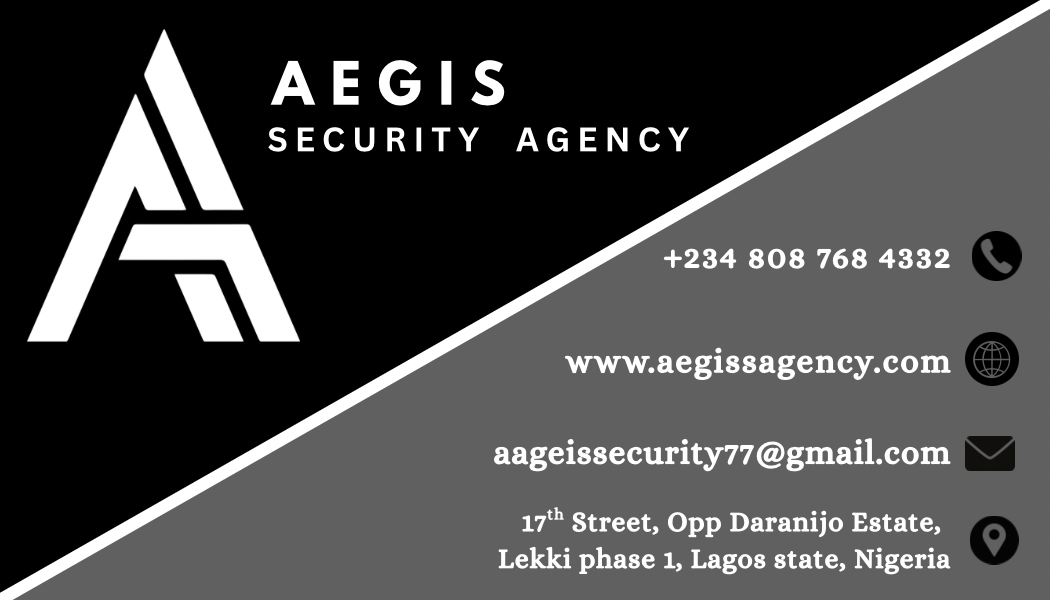 AEGIS
SECURITY AGENCY
+234 808 768 4332
www.aegissagency.com
aageissecurity77@gmail.com
17th Street, Opp Daranijo Estate,
Lekki phase 1, Lagos state, Nigeria